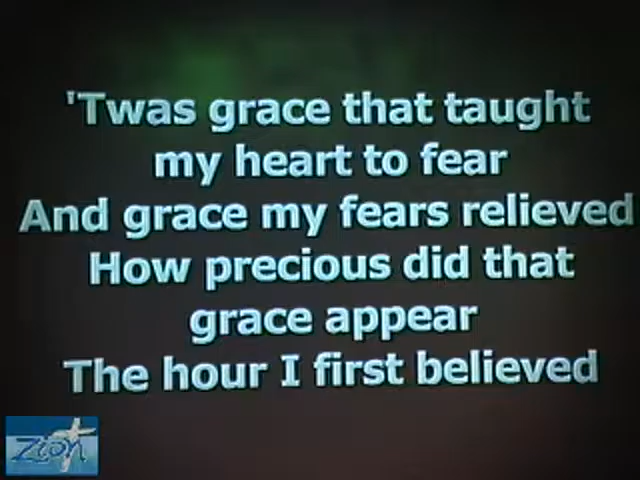 'Twas grace that taught
my heart to fear
And grace my fears relieved
How precious did that
grace appear
The hour I first believed
Zion